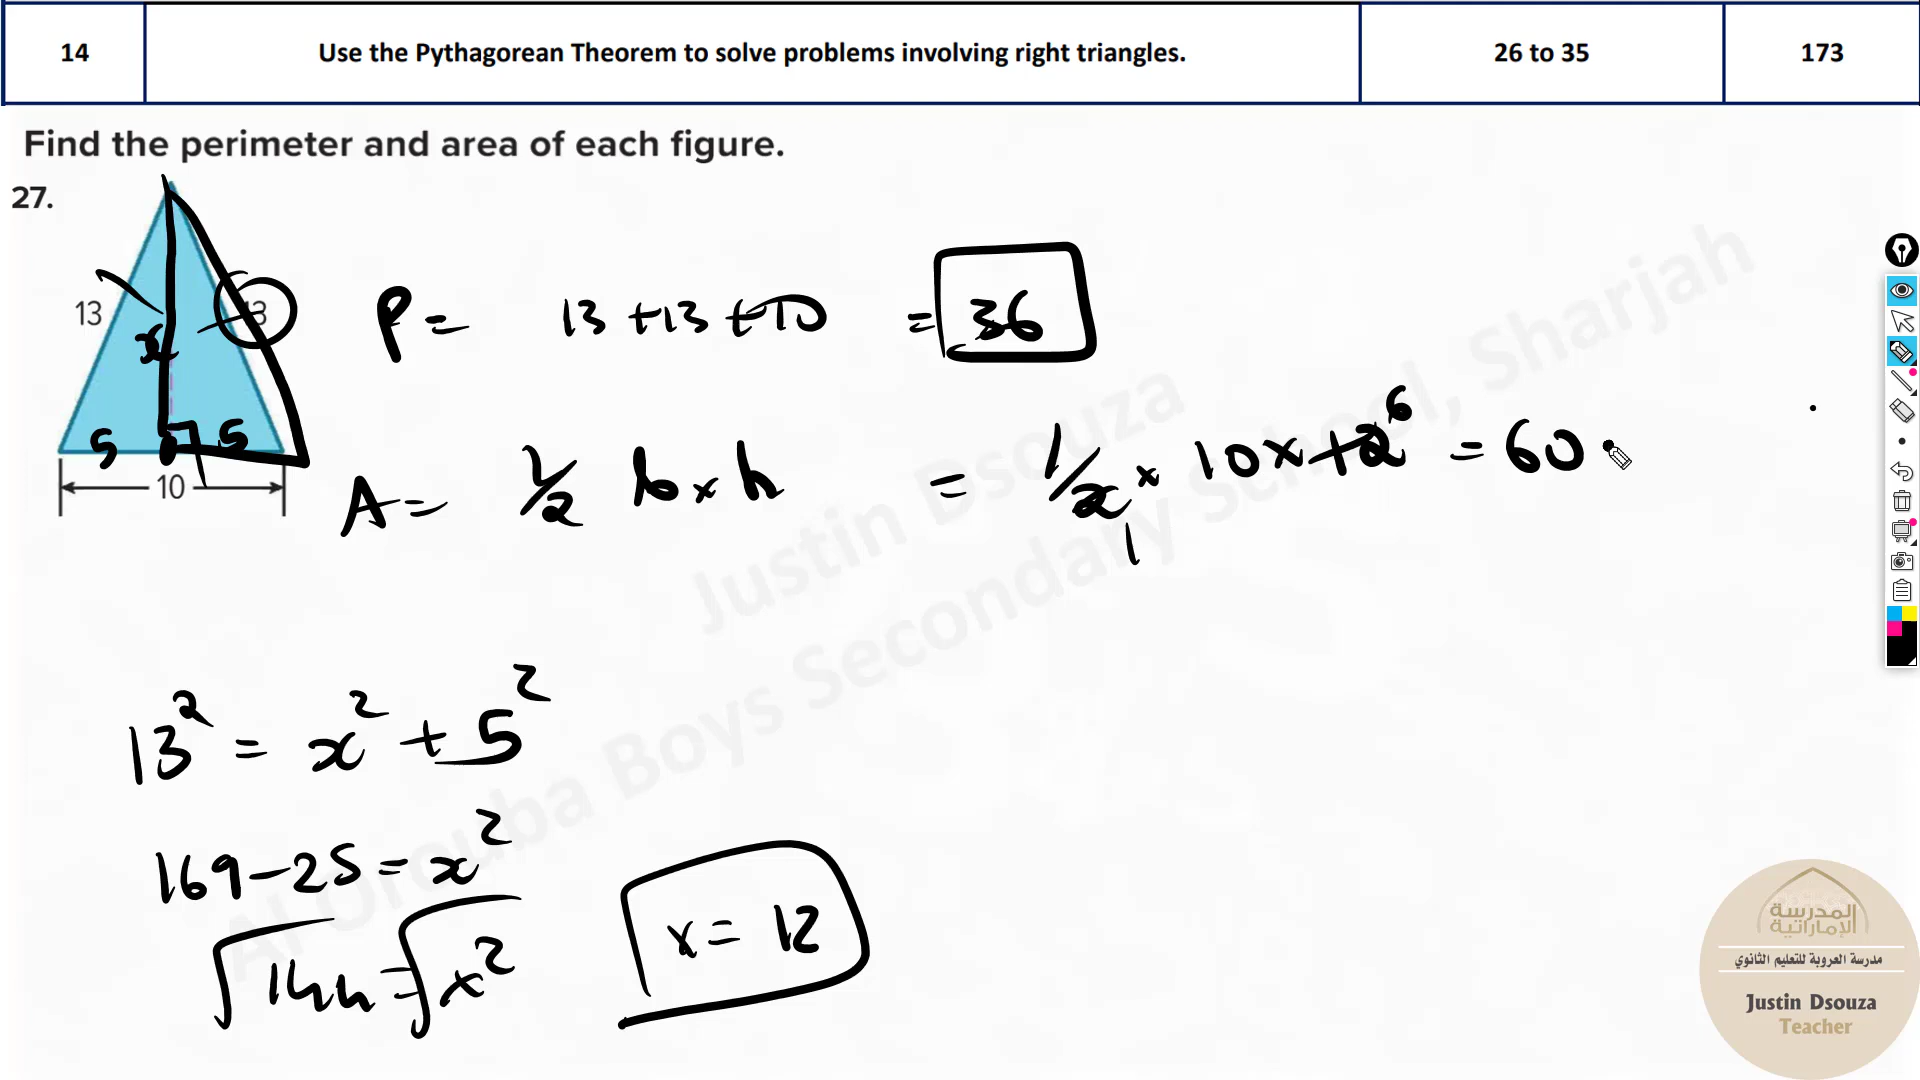 14 Use the Pythagorean Theorem to solve problems involving right triangles. 26 to 35 173
Find the perimeter and area of each figure.
27.
13 13
x
5 5
10
P = 13 + 13 + 10 = 36
A = 1/2 b × h = 1/2 × 10 × 12 6 = 60
1
13² = x² + 5²
169 - 25 = x²
√144 = √x²
x = 12
Justin Dsouza
Al Orouba Boys Secondary School, Sharjah
المدرسة
الإماراتية
مدرسة العروبة للتعليم الثانوي
Justin Dsouza
Teacher